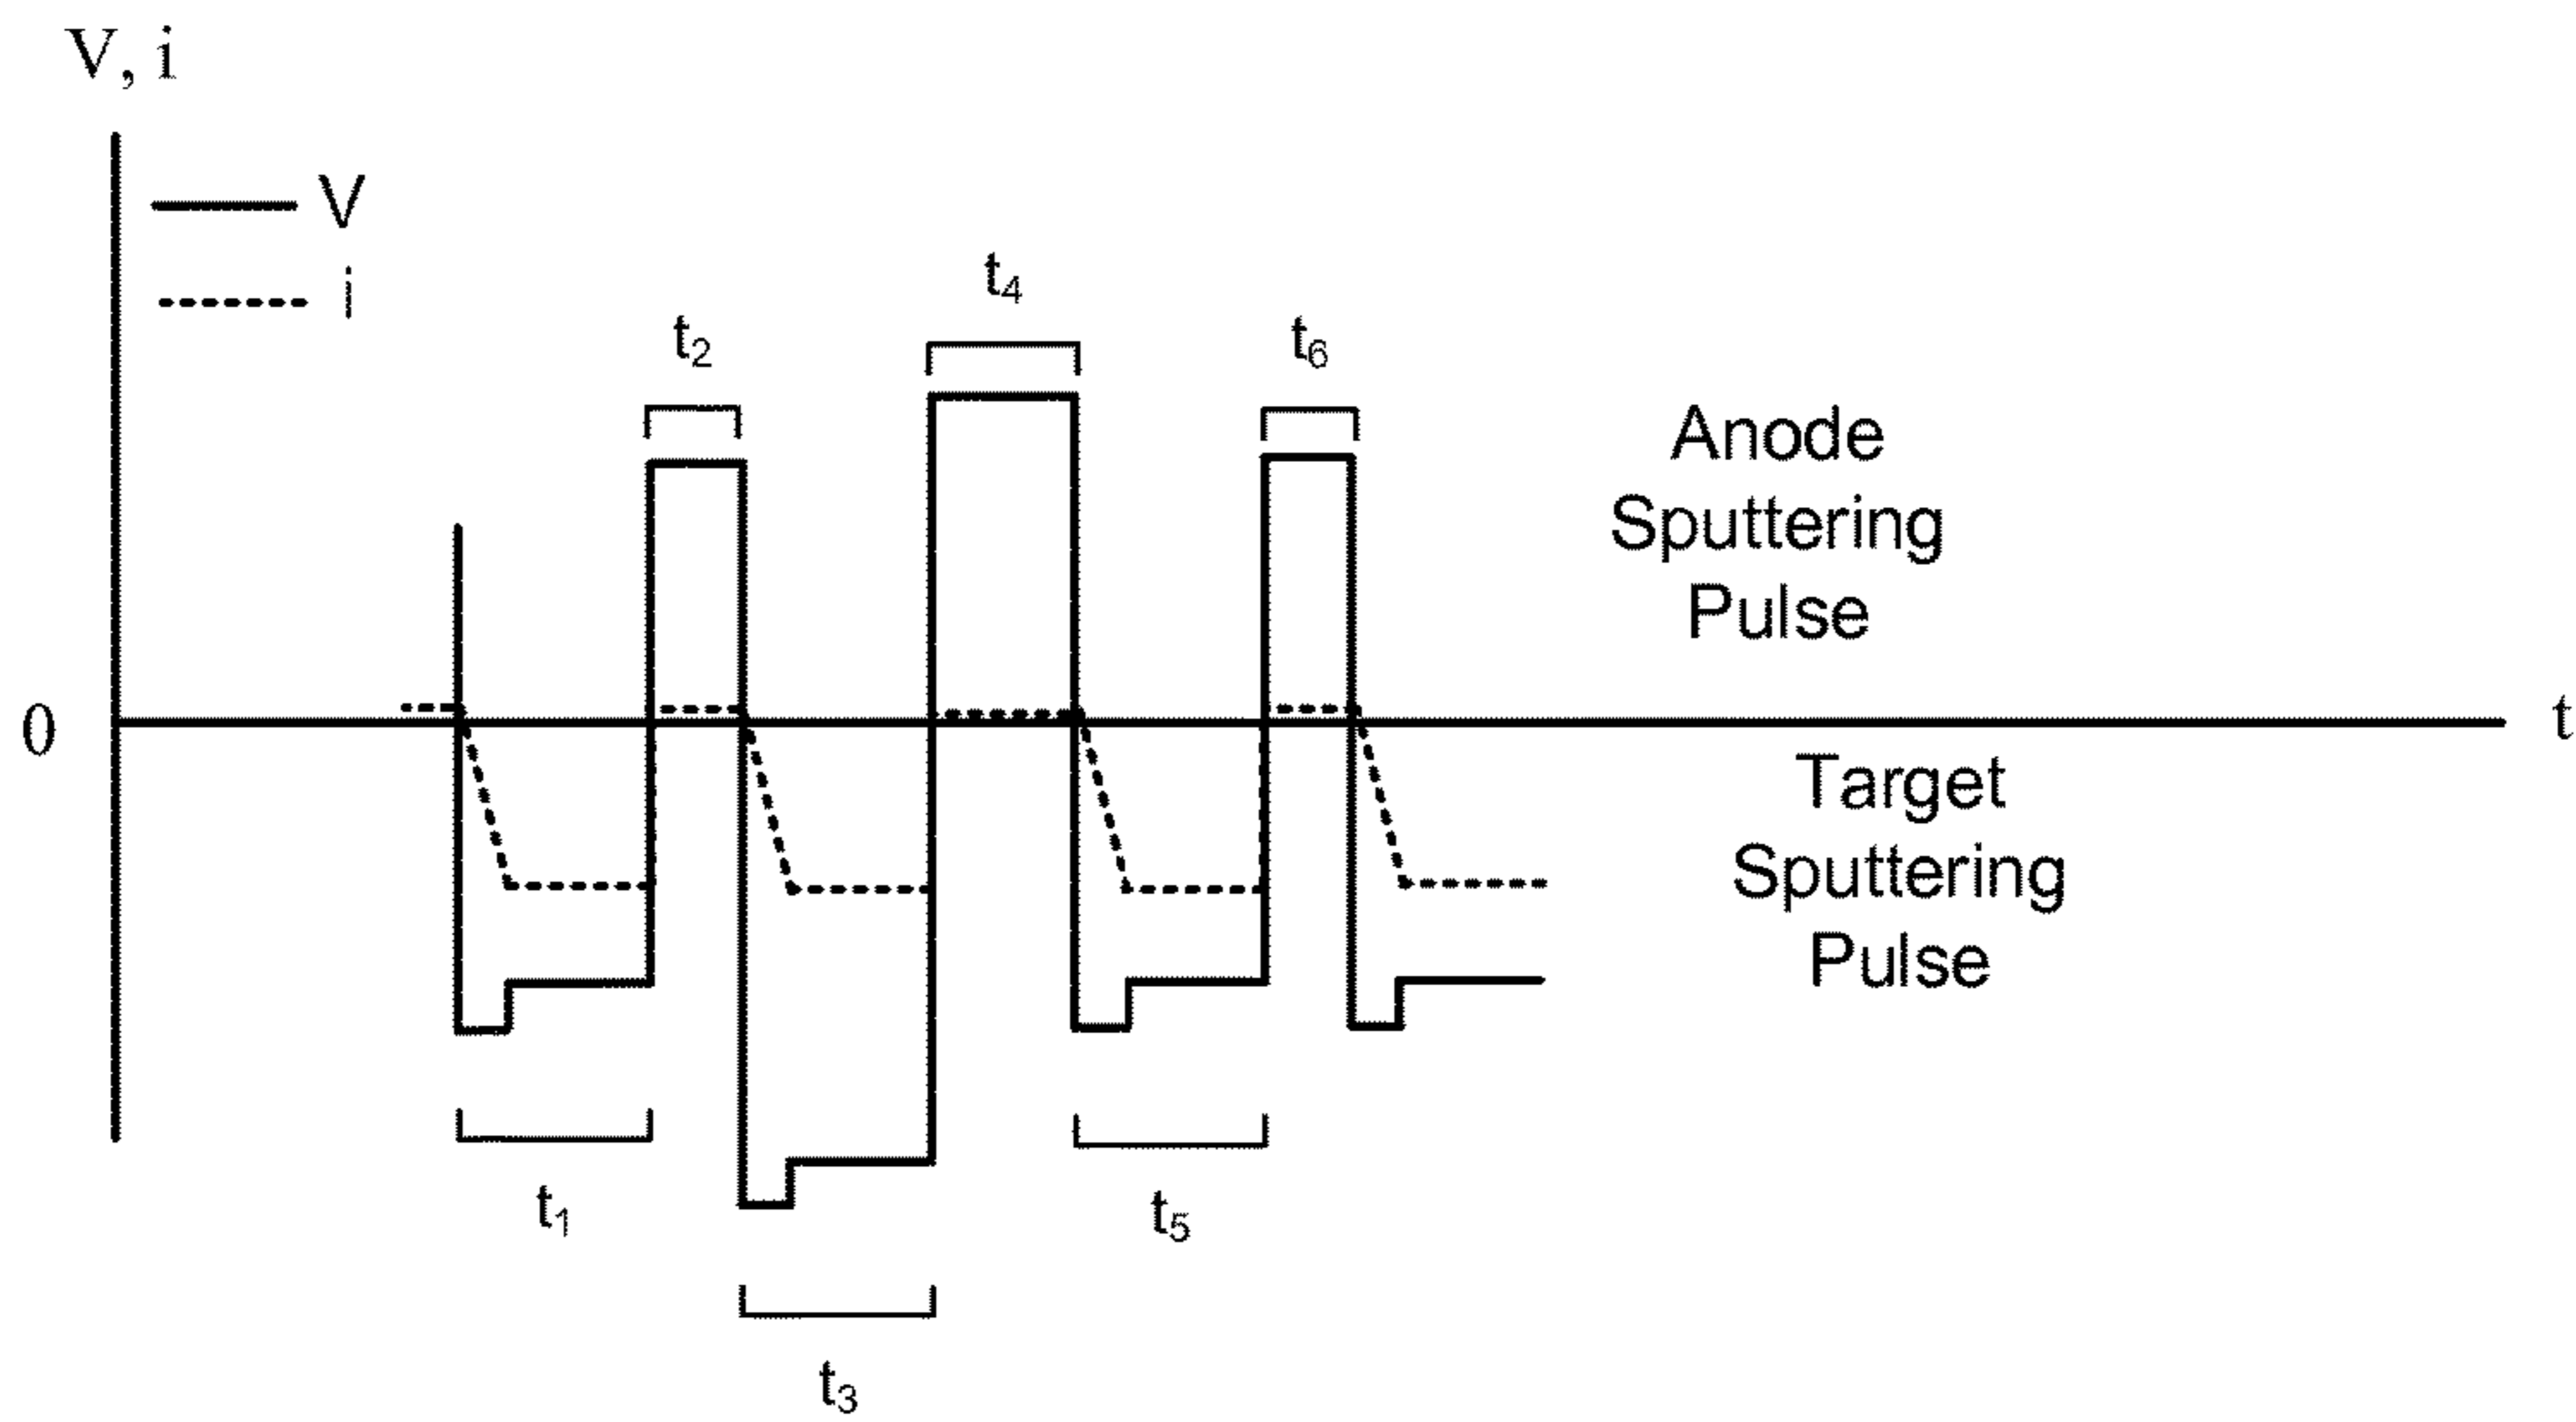 V, i
V
i
t₄
t₂
t₆
Anode
Sputtering
Pulse
0
t
Target
Sputtering
Pulse
t₁
t₅
t₃